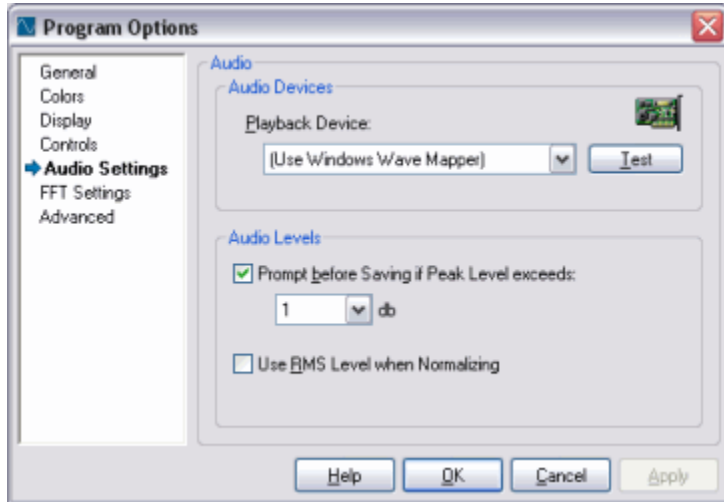 Program Options
General
Colors
Display
Controls
Audio Settings
FFT Settings
Advanced
Audio
Audio Devices
Playback Device:
(Use Windows Wave Mapper)
Test
Audio Levels
Prompt before Saving if Peak Level exceeds:
1 db
Use RMS Level when Normalizing
Help OK Cancel Apply